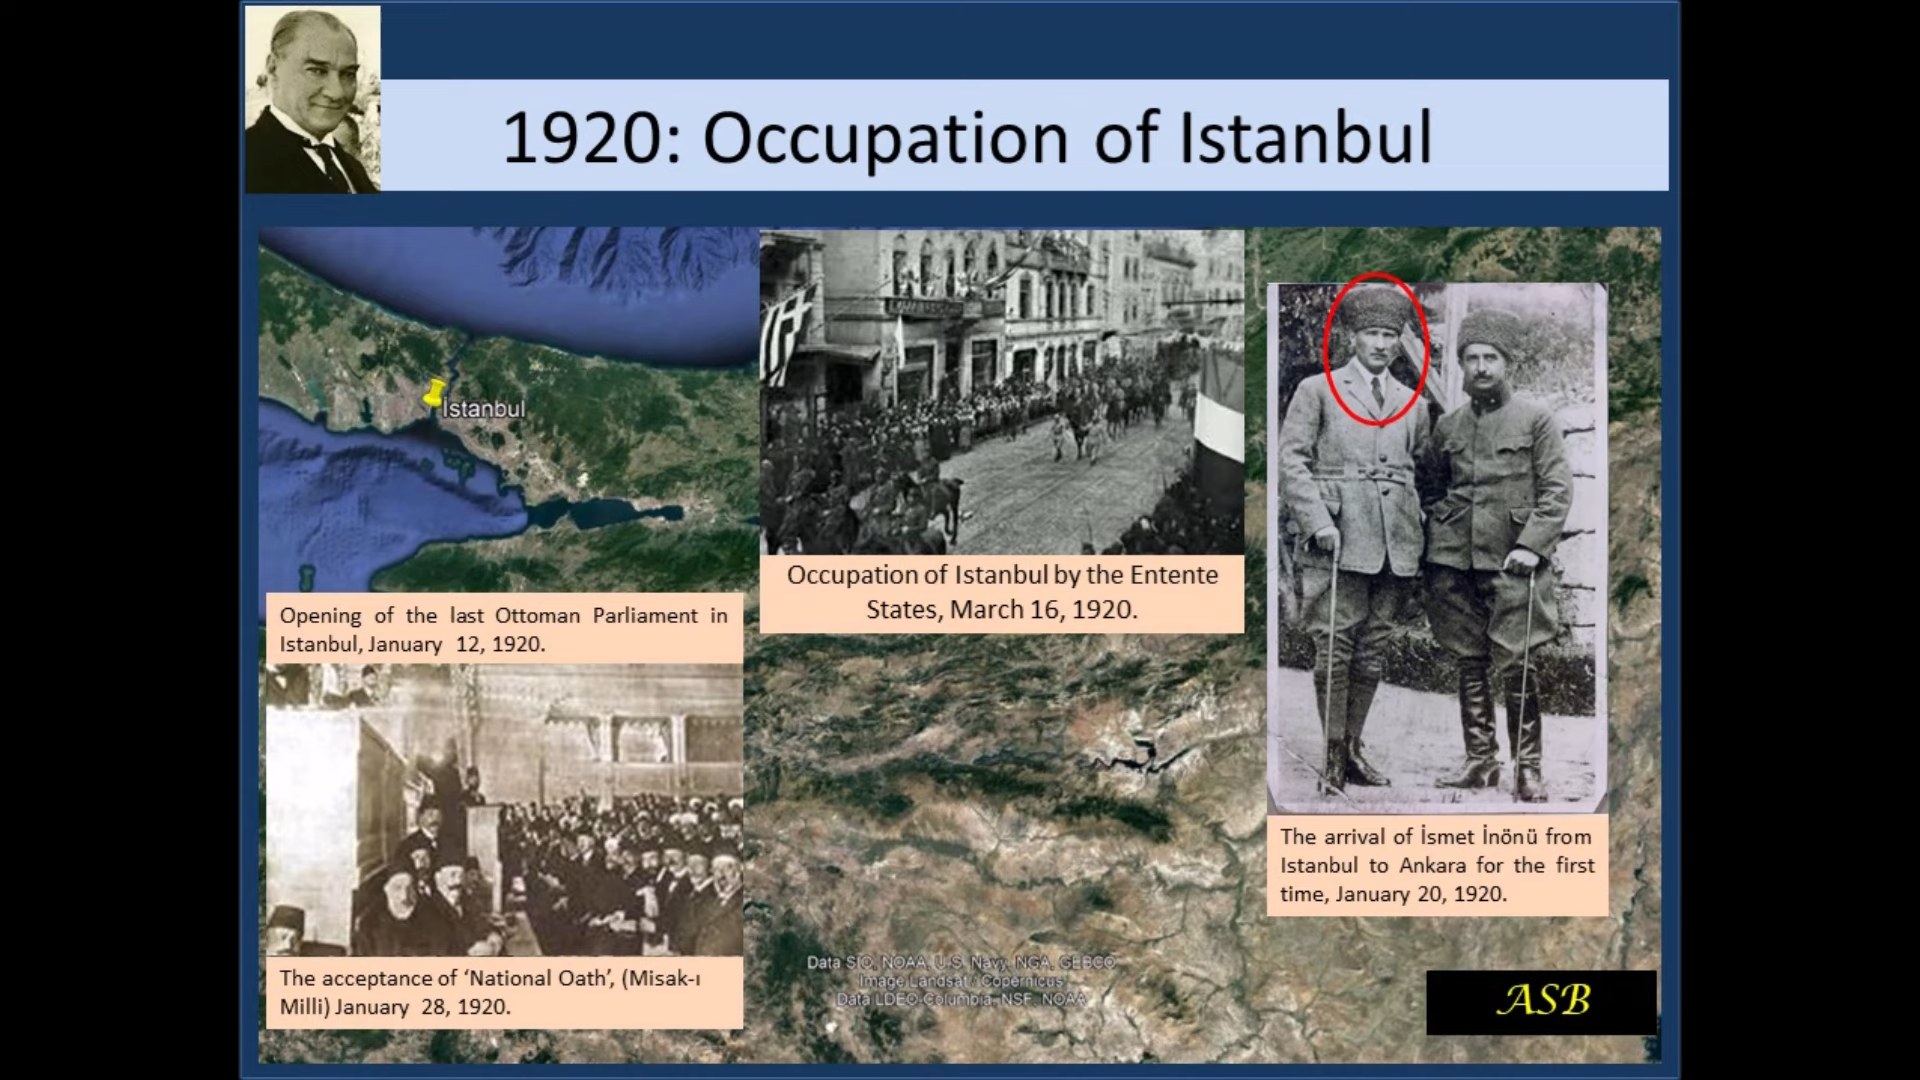 1920: Occupation of Istanbul
İstanbul
Opening of the last Ottoman Parliament in
Istanbul, January 12, 1920.
The acceptance of ‘National Oath’, (Misak-ı
Milli) January 28, 1920.
Occupation of Istanbul by the Entente
States, March 16, 1920.
The arrival of İsmet İnönü from
Istanbul to Ankara for the first
time, January 20, 1920.
Data SIO, NOAA, U.S. Navy, NGA, GEBCO
Image Landsat / Copernicus
Data LDEO-Columbia, NSF, NOAA
ASB